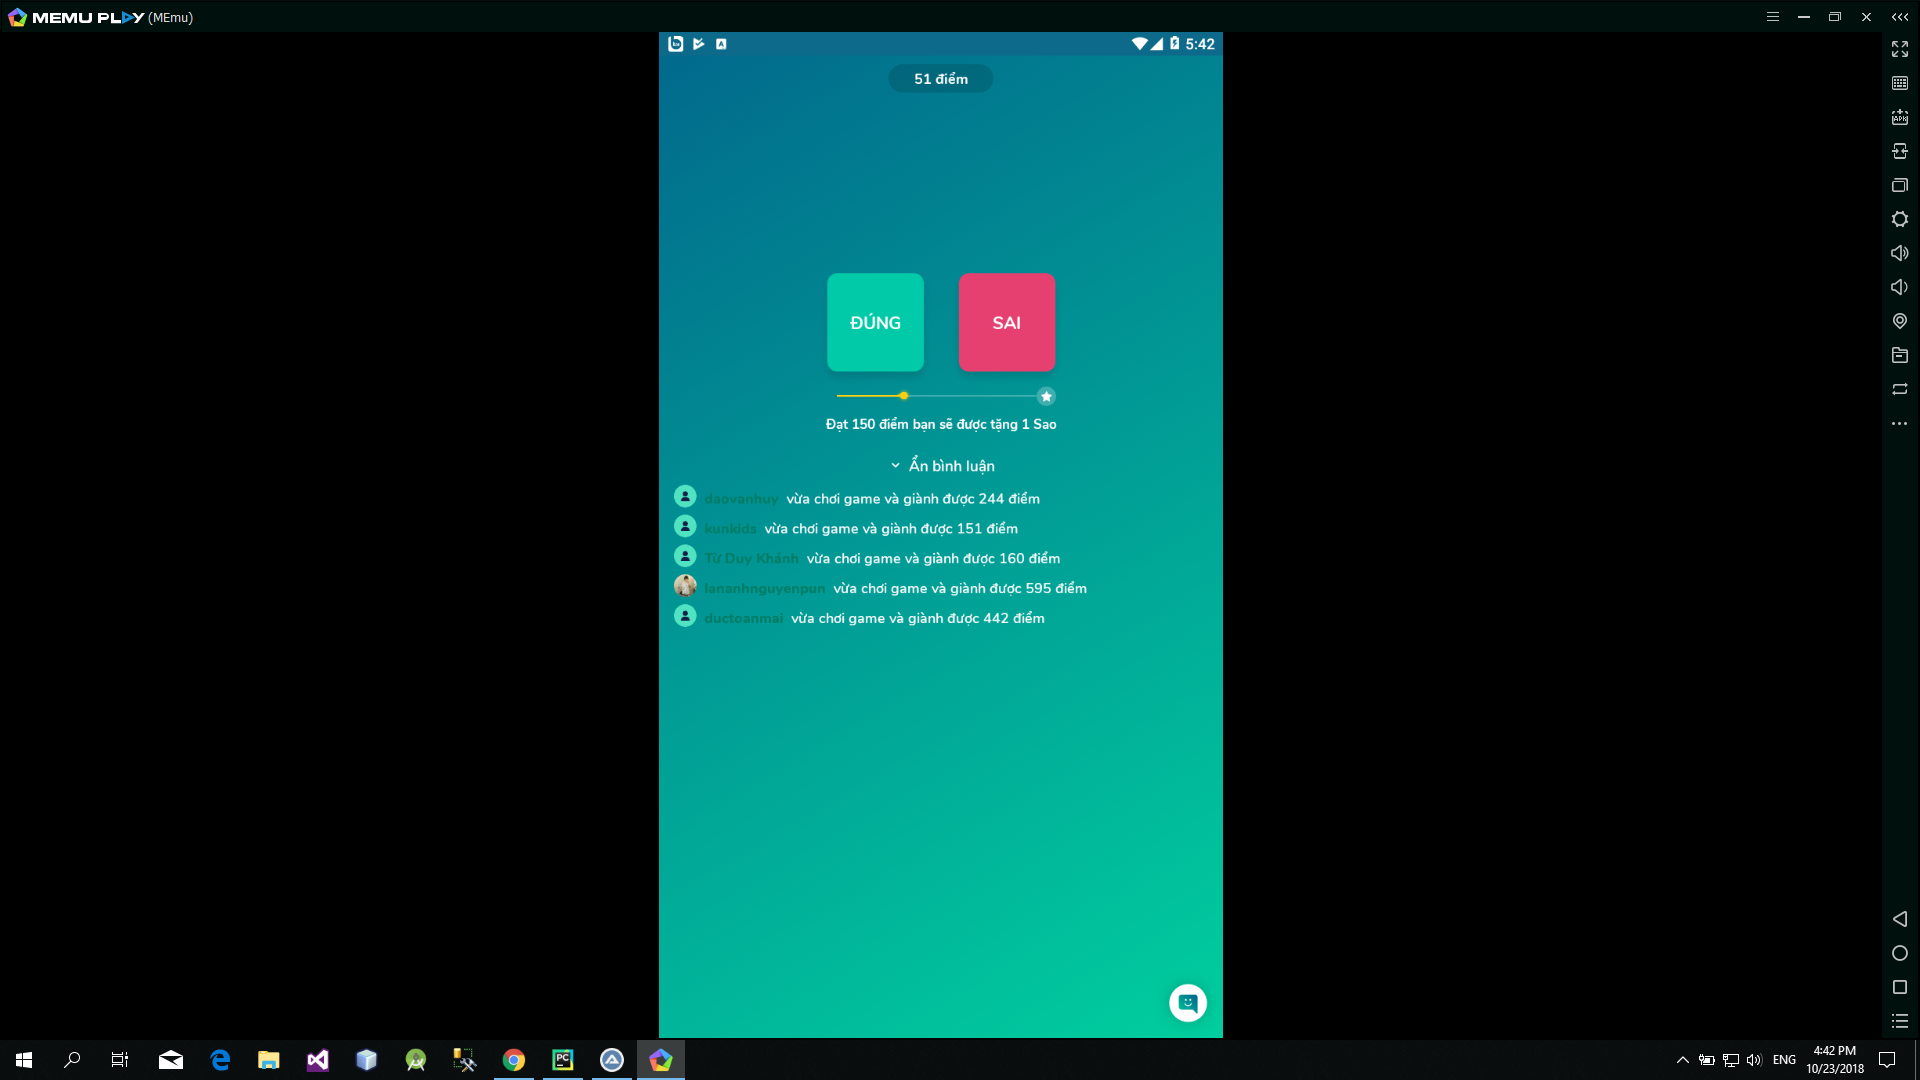 MEMU PLAY (MEmu)
5:42
51 điểm
ĐÚNG SAI
Đạt 150 điểm bạn sẽ được tặng 1 Sao
Ẩn bình luận
daovanhuy vừa chơi game và giành được 244 điểm
kunkids vừa chơi game và giành được 151 điểm
Từ Duy Khánh vừa chơi game và giành được 160 điểm
lananhnguyenpun vừa chơi game và giành được 595 điểm
ductoanmai vừa chơi game và giành được 442 điểm
APK
PC
ENG
4:42 PM
10/23/2018